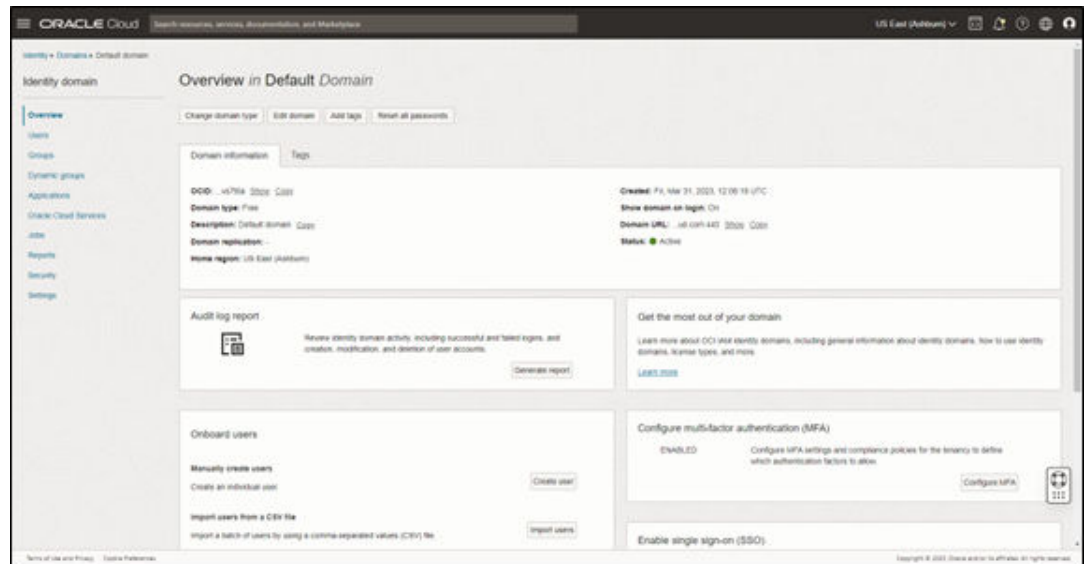 ORACLE Cloud
Search resources, services, documentation, and Marketplace
US East (Ashburn)
Identity » Domains » Default domain
Identity domain
Overview
Users
Groups
Dynamic groups
Applications
Oracle Cloud Services
Jobs
Reports
Security
Settings
Overview in Default Domain
Change domain type
Edit domain
Add tags
Reset all passwords
Domain information
Tags
OCID: Show Copy
Domain type: Free
Description: Default domain Copy
Domain replication: -
Home region: US East (Ashburn)
Created: Fri, Mar 31, 2023, UTC
Show domain on login: On
Domain URL: Show Copy
Status: Active
Audit log report
Review identity domain activity, including successful and failed logins, and
creation, modification, and deletion of user accounts.
Generate report
Get the most out of your domain
Learn more about OCI IAM identity domains, including general information about identity domains, how to use identity
domains, license types, and more.
Learn more
Onboard users
Manually create users
Create an individual user
Create user
Import users from a CSV file
Import a batch of users by using a comma-separated values (CSV) file
Import users
Configure multi-factor authentication (MFA)
ENABLED
Configure MFA settings and compliance policies for the tenancy to define
which authentication factors to allow.
Configure MFA
Enable single sign-on (SSO)
Terms of Use and Privacy
Cookie Preferences
Copyright © 2023, Oracle and/or its affiliates. All rights reserved.